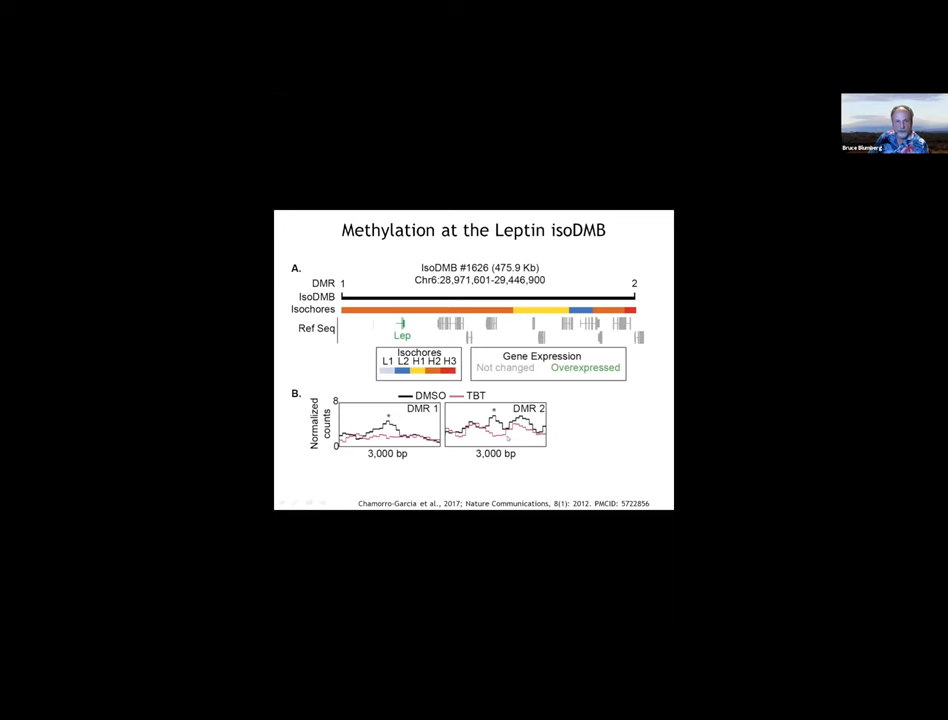 Bruce Blumberg
Methylation at the Leptin isoDMB
A.
IsoDMB #1626 (475.9 Kb)
Chr6:28,971,601-29,446,900
DMR 1 2
IsoDMB
Isochores
Ref Seq
Lep
Isochores
L1 L2 H1 H2 H3
Gene Expression
Not changed Overexpressed
B.
DMSO TBT
8
Normalized
counts
0
DMR 1
*
3,000 bp
DMR 2
*
3,000 bp
Chamorro-Garcia et al., 2017; Nature Communications, 8(1): 2012. PMCID: 5722856